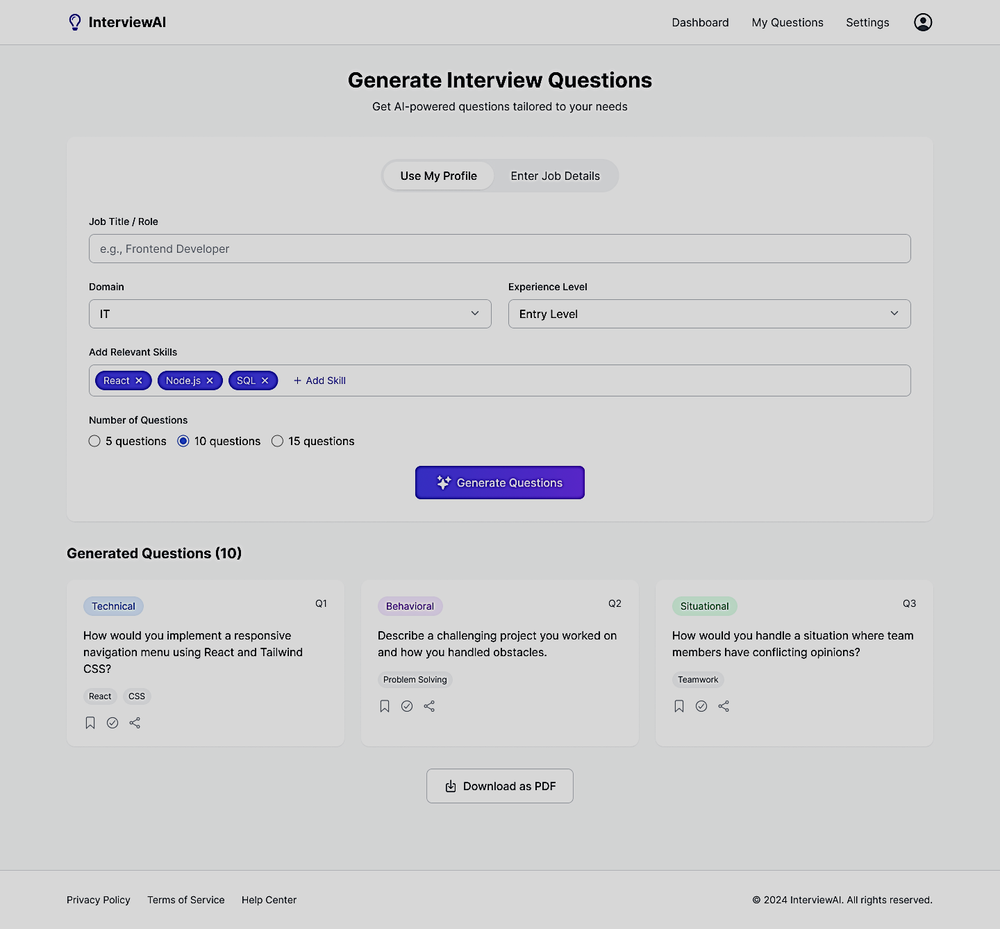 InterviewAI
Dashboard My Questions Settings
Generate Interview Questions
Get AI-powered questions tailored to your needs
Use My Profile Enter Job Details
Job Title / Role
e.g., Frontend Developer
Domain Experience Level
IT Entry Level
Add Relevant Skills
React Node.js SQL Add Skill
Number of Questions
5 questions 10 questions 15 questions
Generate Questions
Generated Questions (10)
Technical Q1
How would you implement a responsive
navigation menu using React and Tailwind
CSS?
React CSS
Behavioral Q2
Describe a challenging project you worked on
and how you handled obstacles.
Problem Solving
Situational Q3
How would you handle a situation where team
members have conflicting opinions?
Teamwork
Download as PDF
Privacy Policy Terms of Service Help Center
© 2024 InterviewAI. All rights reserved.